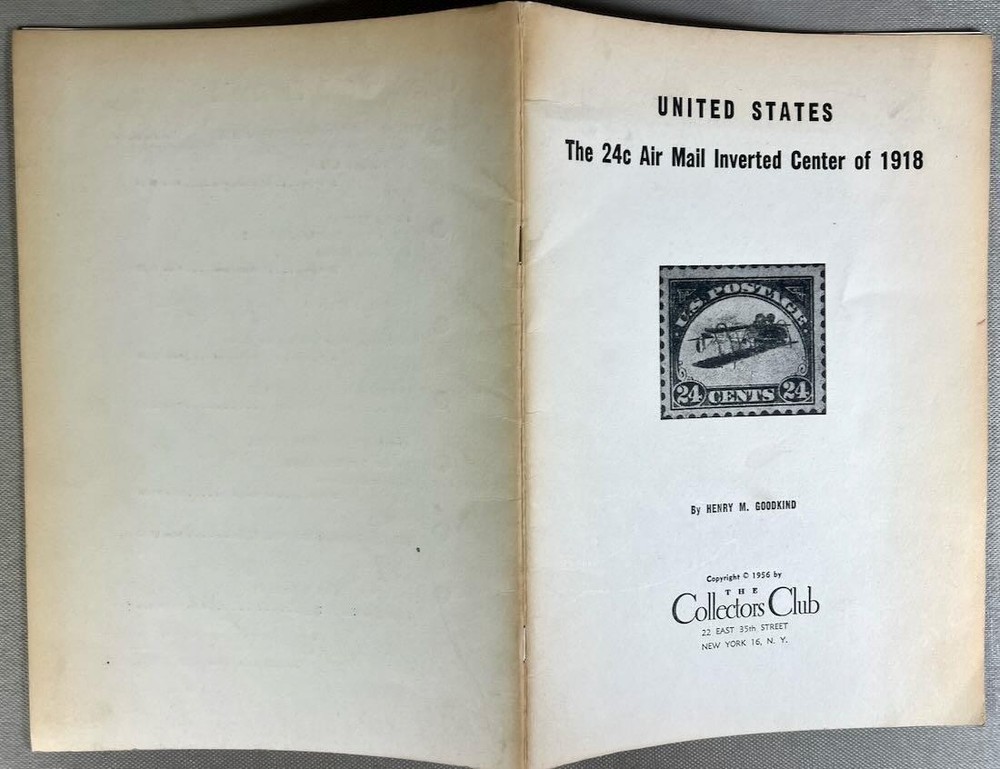 UNITED STATES
The 24c Air Mail Inverted Center of 1918
U.S. POSTAGE
24 CENTS 24
By HENRY M. GOODKIND
Copyright © 1956 by
THE
Collectors Club
22 EAST 35th STREET
NEW YORK 16, N. Y.